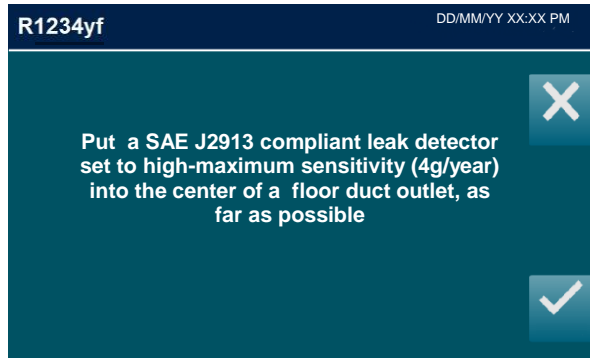 R1234yf
DD/MM/YY XX:XX PM
Put a SAE J2913 compliant leak detector
set to high-maximum sensitivity (4g/year)
into the center of a floor duct outlet, as
far as possible